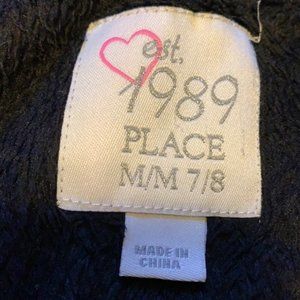 est.
1989
PLACE
M/M 7/8
MADE IN
CHINA